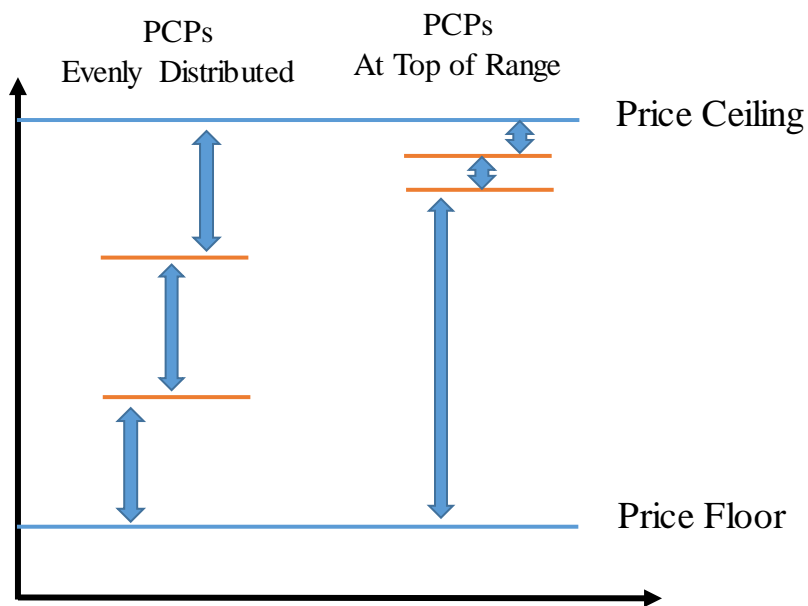 PCPs
Evenly Distributed
PCPs
At Top of Range
Price Ceiling
Price Floor